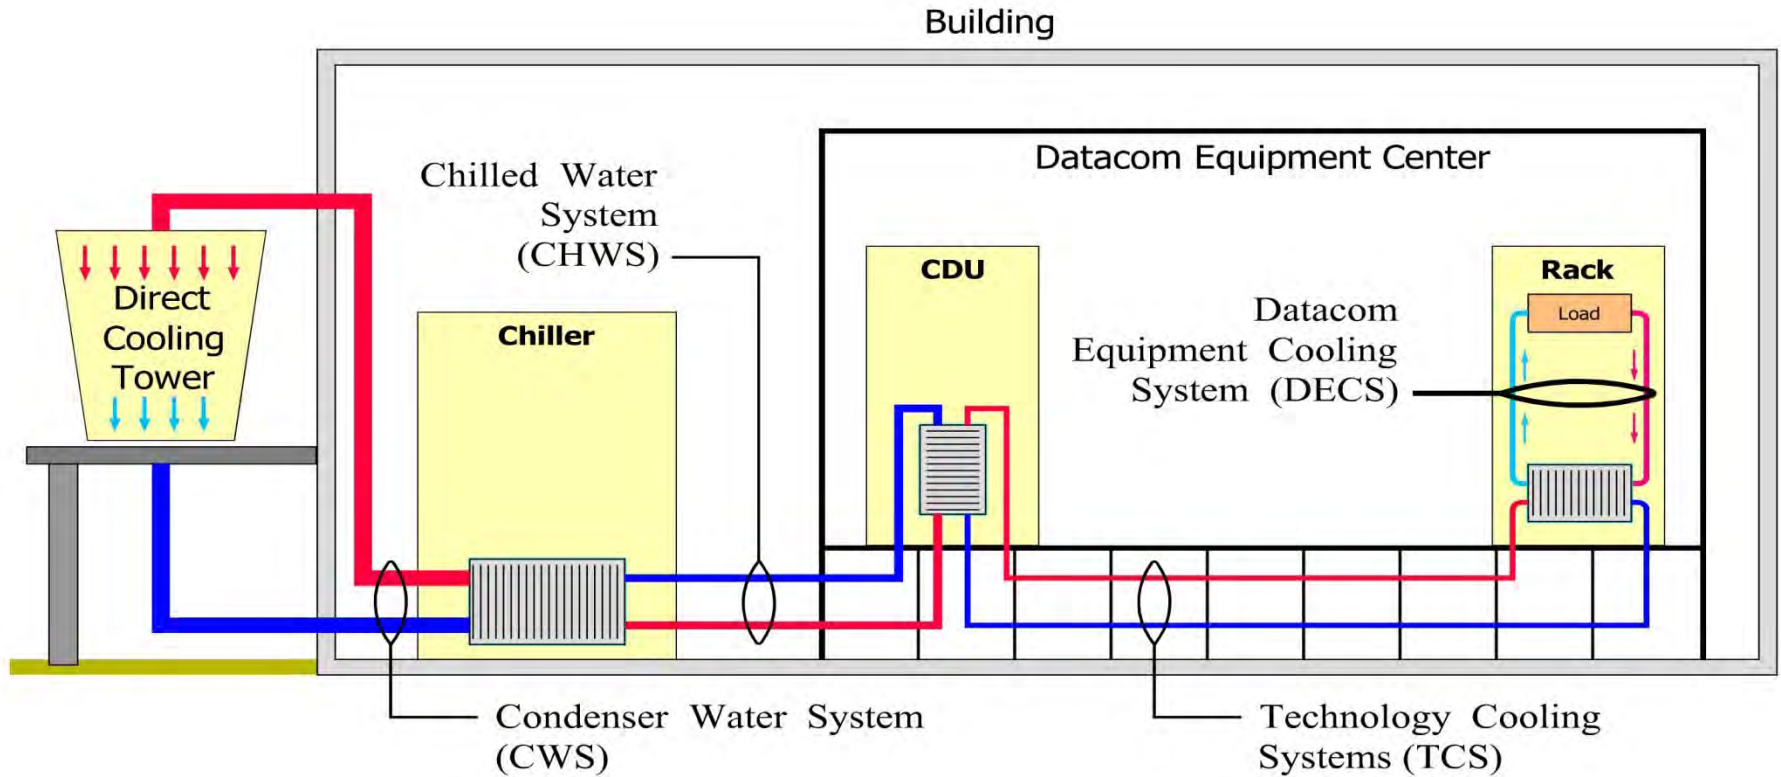 Building
Datacom Equipment Center
Chilled Water
System
(CHWS)
Direct
Cooling
Tower
Chiller
CDU
Rack
Load
Datacom
Equipment Cooling
System (DECS)
Condenser Water System
(CWS)
Technology Cooling
Systems (TCS)